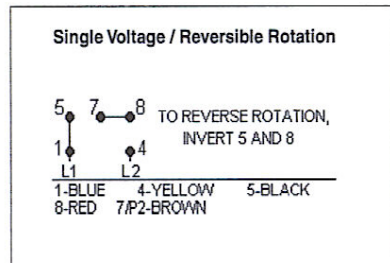 Single Voltage / Reversible Rotation
5 7 8 TO REVERSE ROTATION,
INVERT 5 AND 8
1 4
L1 L2
1-BLUE 4-YELLOW 5-BLACK
8-RED 7/P2-BROWN